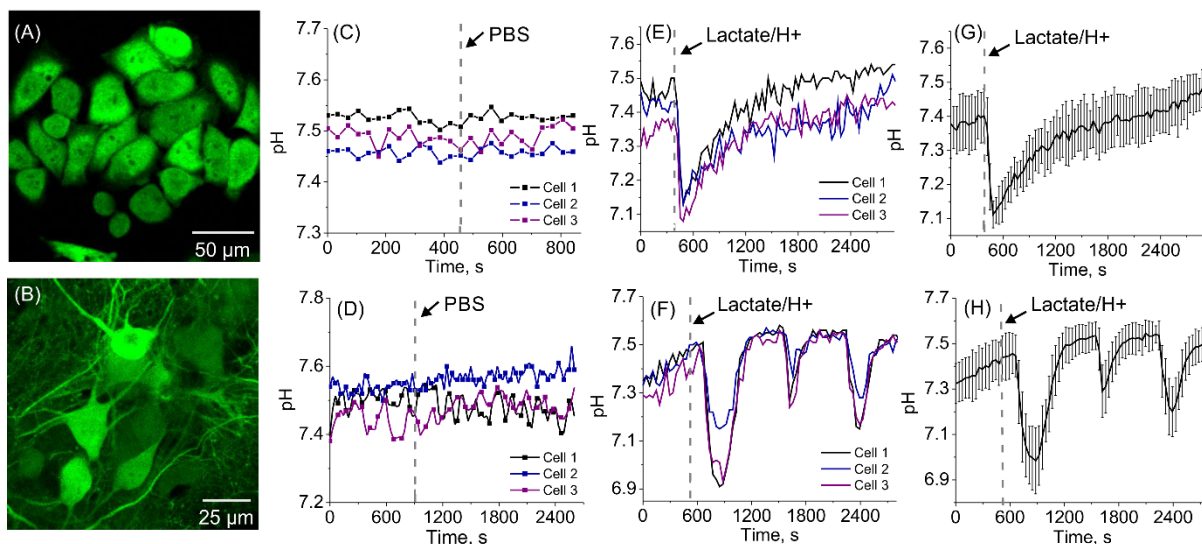 (A)
50 µm
(B)
25 µm
(C)
PBS
pH
7.7
7.6
7.5
7.4
7.3
Cell 1
Cell 2
Cell 3
0 200 400 600 800
Time, s
(D)
PBS
pH
7.8
7.6
7.4
7.2
Cell 1
Cell 2
Cell 3
0 600 1200 1800 2400
Time, s
(E)
Lactate/H+
pH
7.6
7.5
7.4
7.3
7.2
7.1
Cell 1
Cell 2
Cell 3
0 600 1200 1800 2400
Time, s
(F)
Lactate/H+
pH
7.7
7.5
7.3
7.1
6.9
Cell 1
Cell 2
Cell 3
0 600 1200 1800 2400
Time, s
(G)
Lactate/H+
pH
7.6
7.5
7.4
7.3
7.2
7.1
0 600 1200 1800 2400
Time, s
(H)
Lactate/H+
pH
7.7
7.5
7.3
7.1
6.9
0 600 1200 1800 2400
Time, s